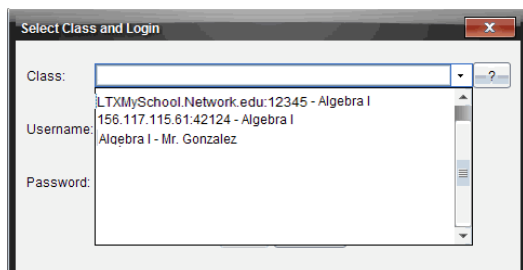 Select Class and Login
X
Class:
?
LTXMySchool.Network.edu:12345 - Algebra I
156.117.115.61:42124 - Algebra I
Algebra I - Mr. Gonzalez
Username:
Password: